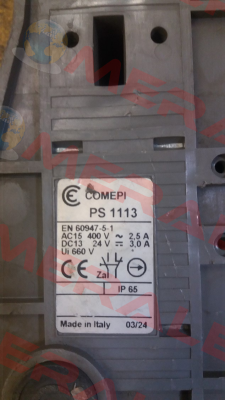 CE COMEPI
PS 1113
EN 60947-5-1
AC15 400 V ~ 2,5 A
DC13 24 V ⎓ 3,0 A
Ui 660 V
CE Za
IP 65
Made in Italy 03/24